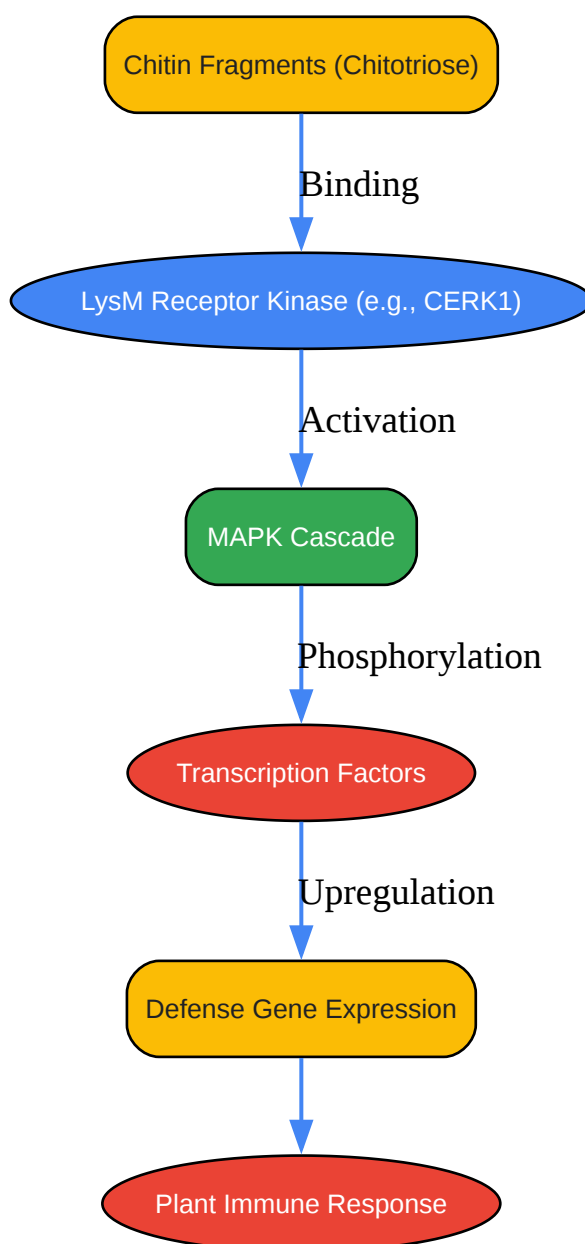 Chitin Fragments (Chitotriose)
Binding
LysM Receptor Kinase (e.g., CERK1)
Activation
MAPK Cascade
Phosphorylation
Transcription Factors
Upregulation
Defense Gene Expression
Plant Immune Response